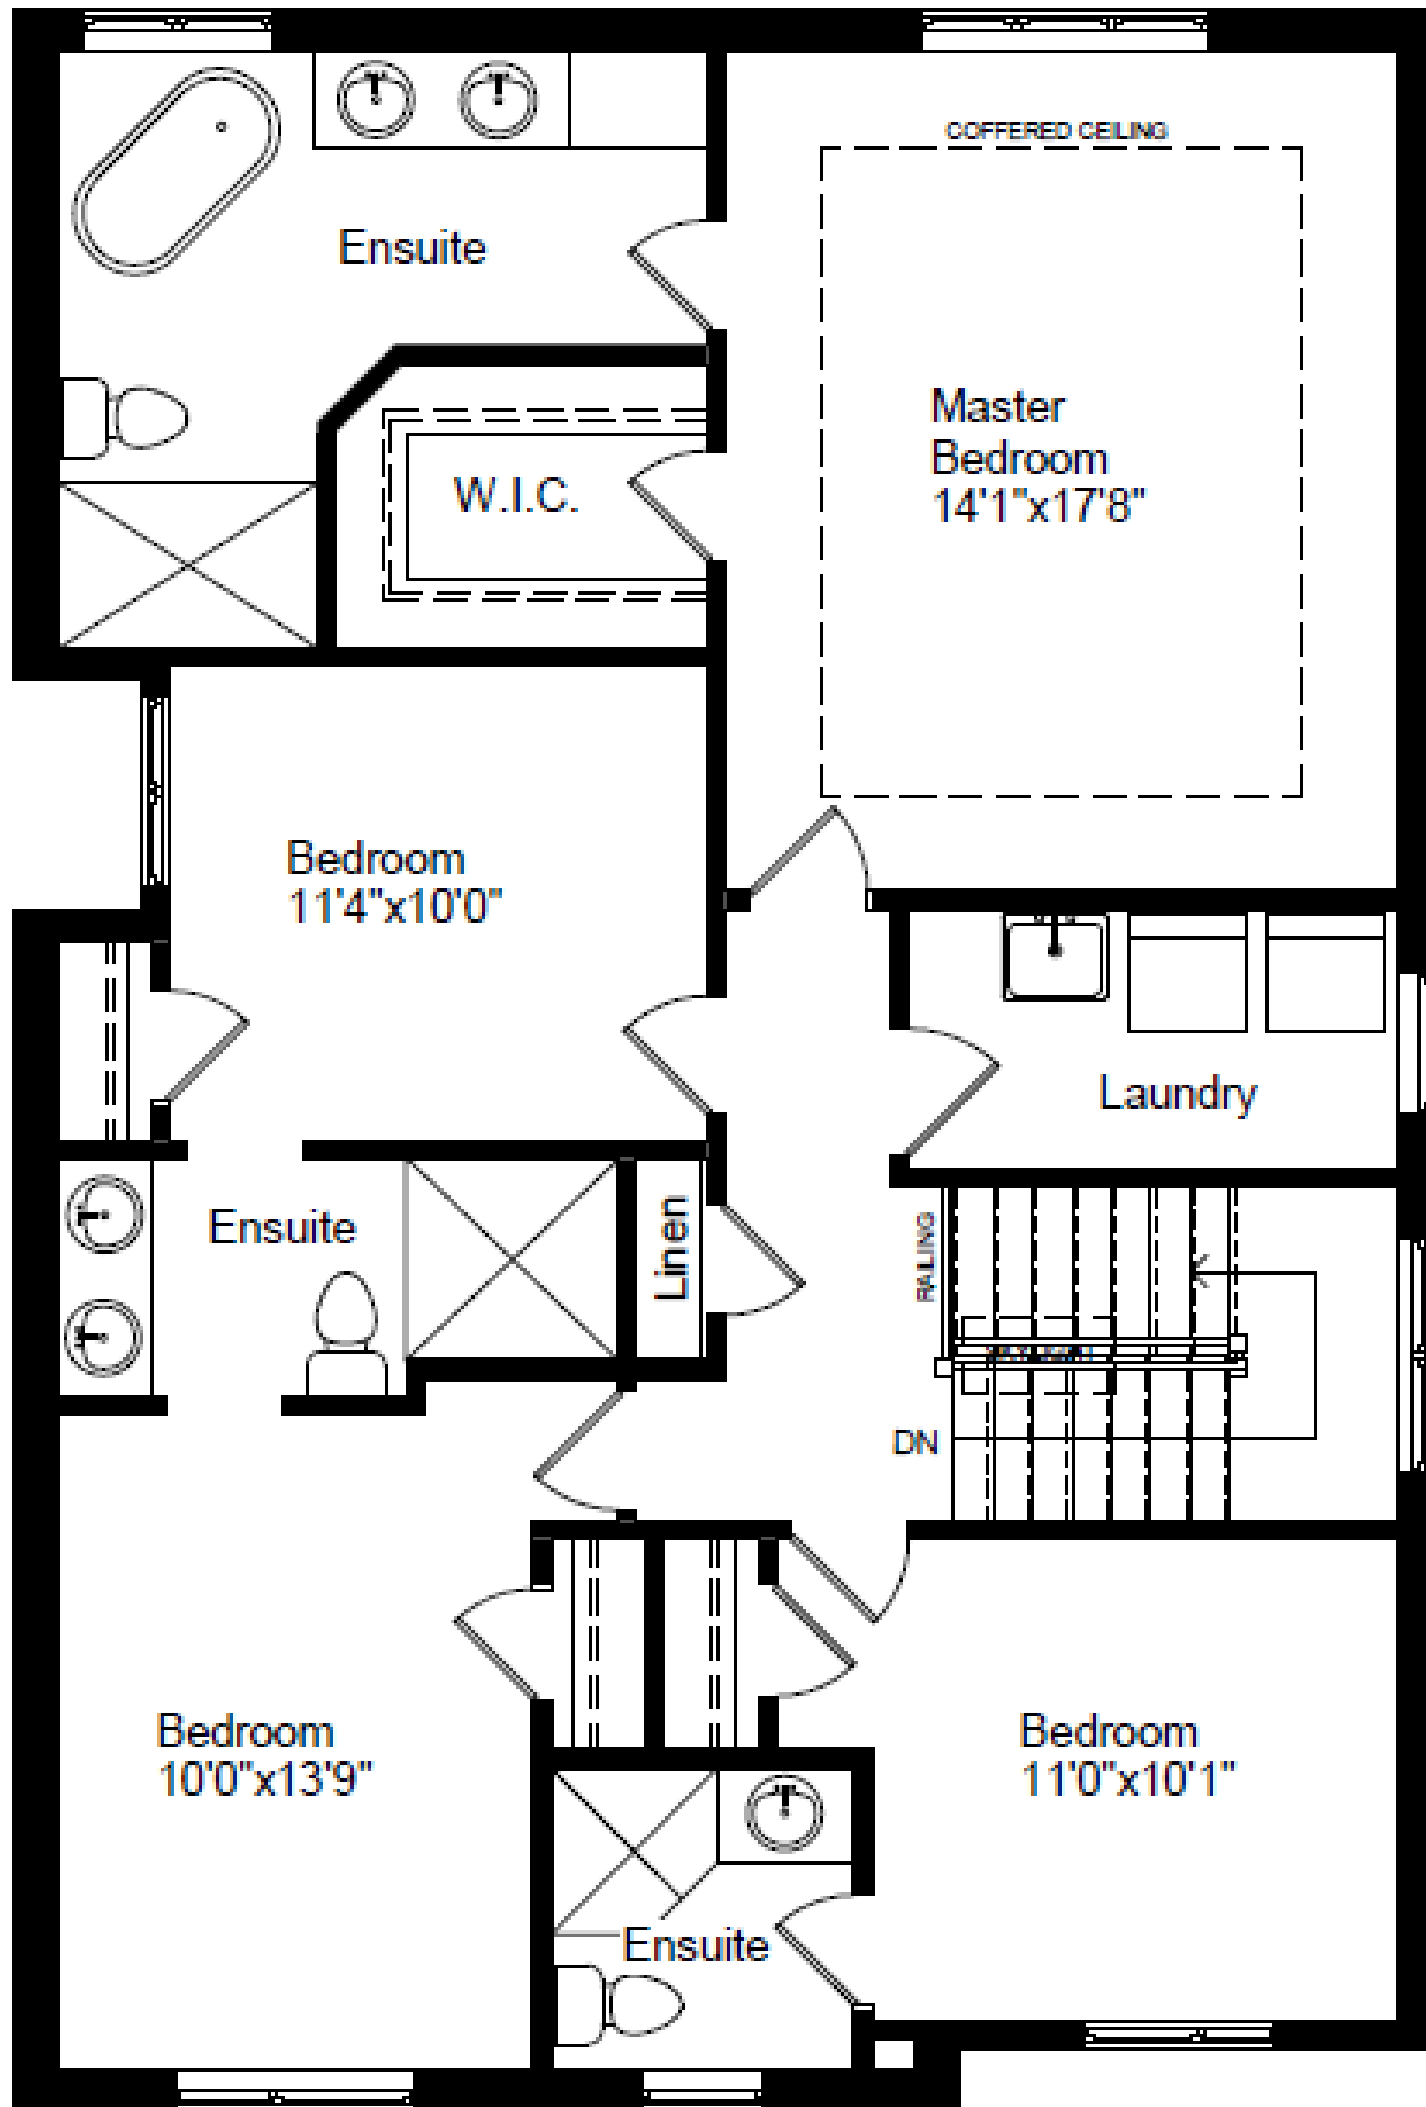 COFFERED CEILING
Ensuite
Master
Bedroom
14'1"x17'8"
W.I.C.
Bedroom
11'4"x10'0"
Laundry
Ensuite
Linen
RAILING
DN
Bedroom
10'0"x13'9"
Bedroom
11'0"x10'1"
Ensuite